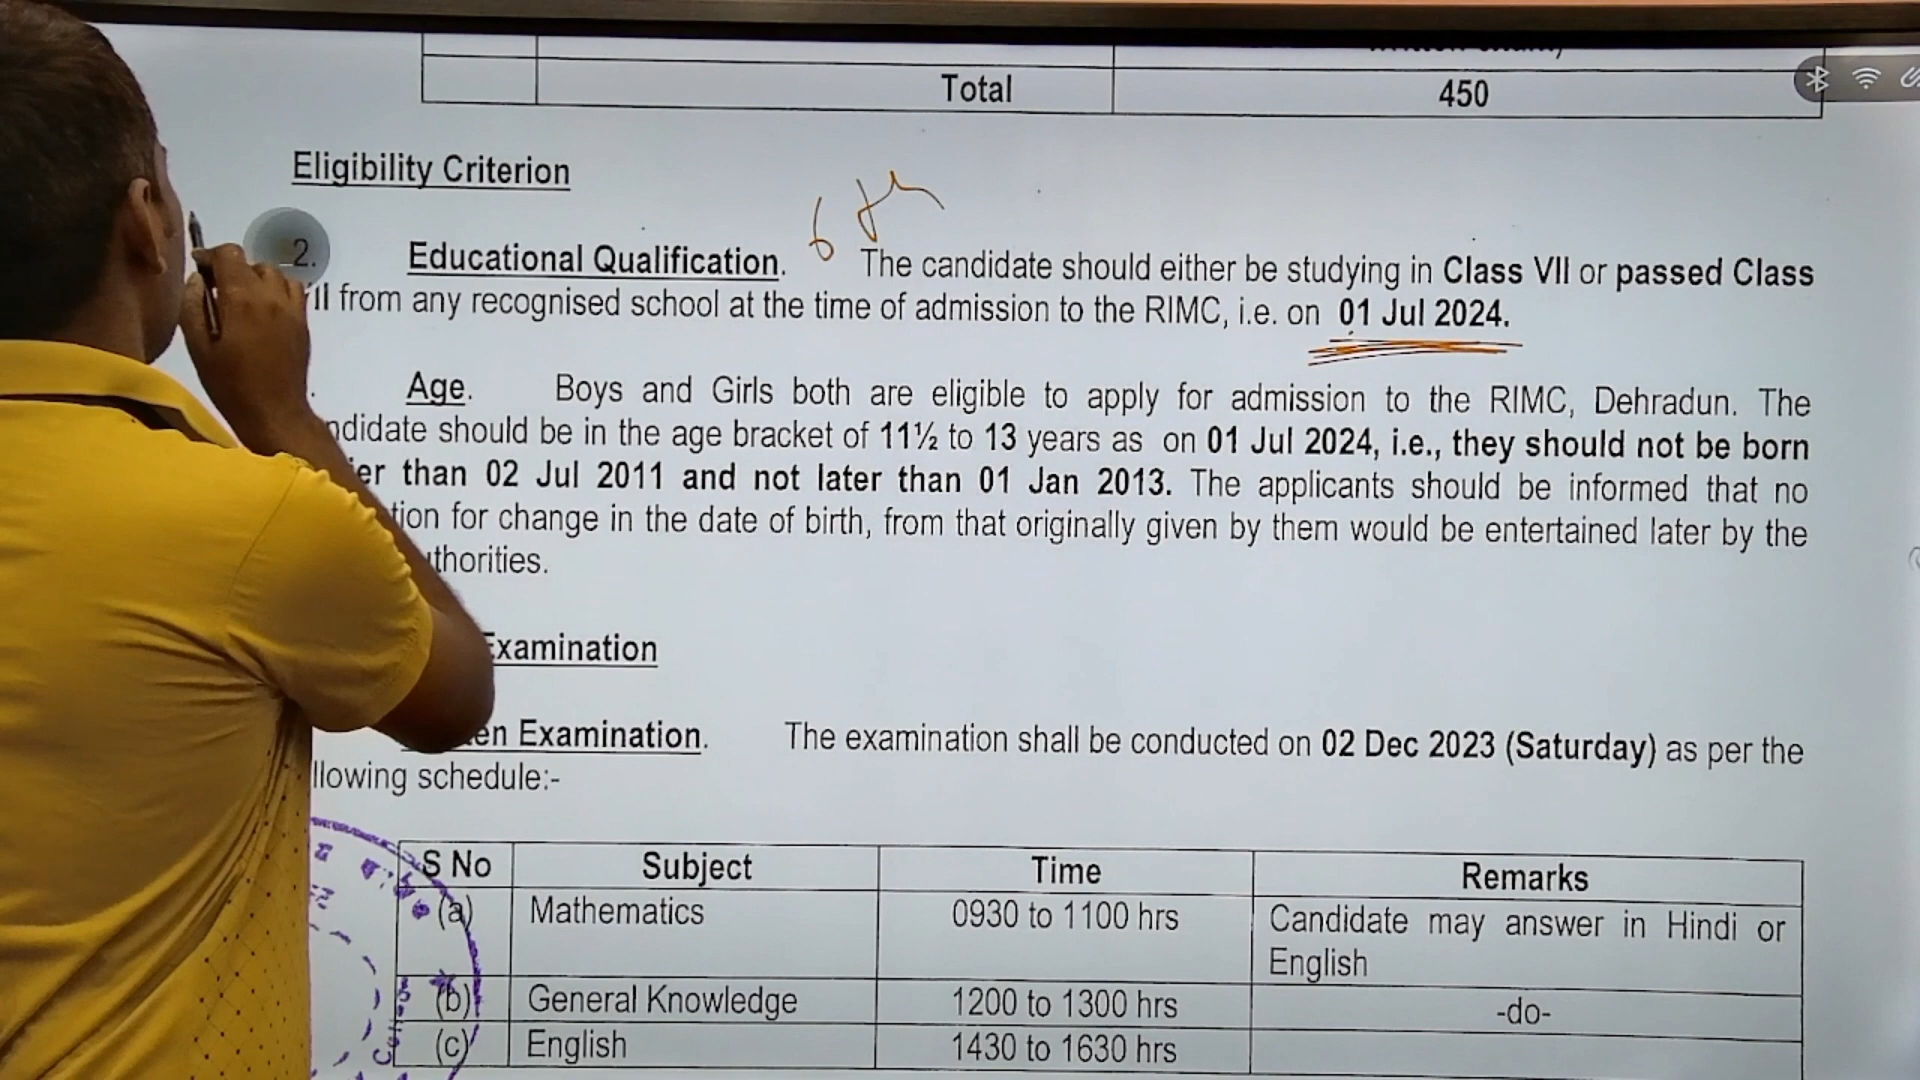 Total 450
Eligibility Criterion
6th
2. Educational Qualification. The candidate should either be studying in Class VII or passed Class
from any recognised school at the time of admission to the RIMC, i.e. on 01 Jul 2024.
Age. Boys and Girls both are eligible to apply for admission to the RIMC, Dehradun. The
should be in the age bracket of 11½ to 13 years as on 01 Jul 2024, i.e., they should not be born
than 02 Jul 2011 and not later than 01 Jan 2013. The applicants should be informed that no
for change in the date of birth, from that originally given by them would be entertained later by the
Examination
Examination. The examination shall be conducted on 02 Dec 2023 (Saturday) as per the
schedule:-
S No Subject Time Remarks
(a) Mathematics 0930 to 1100 hrs Candidate may answer in Hindi or
English
(b) General Knowledge 1200 to 1300 hrs -do-
(c) English 1430 to 1630 hrs